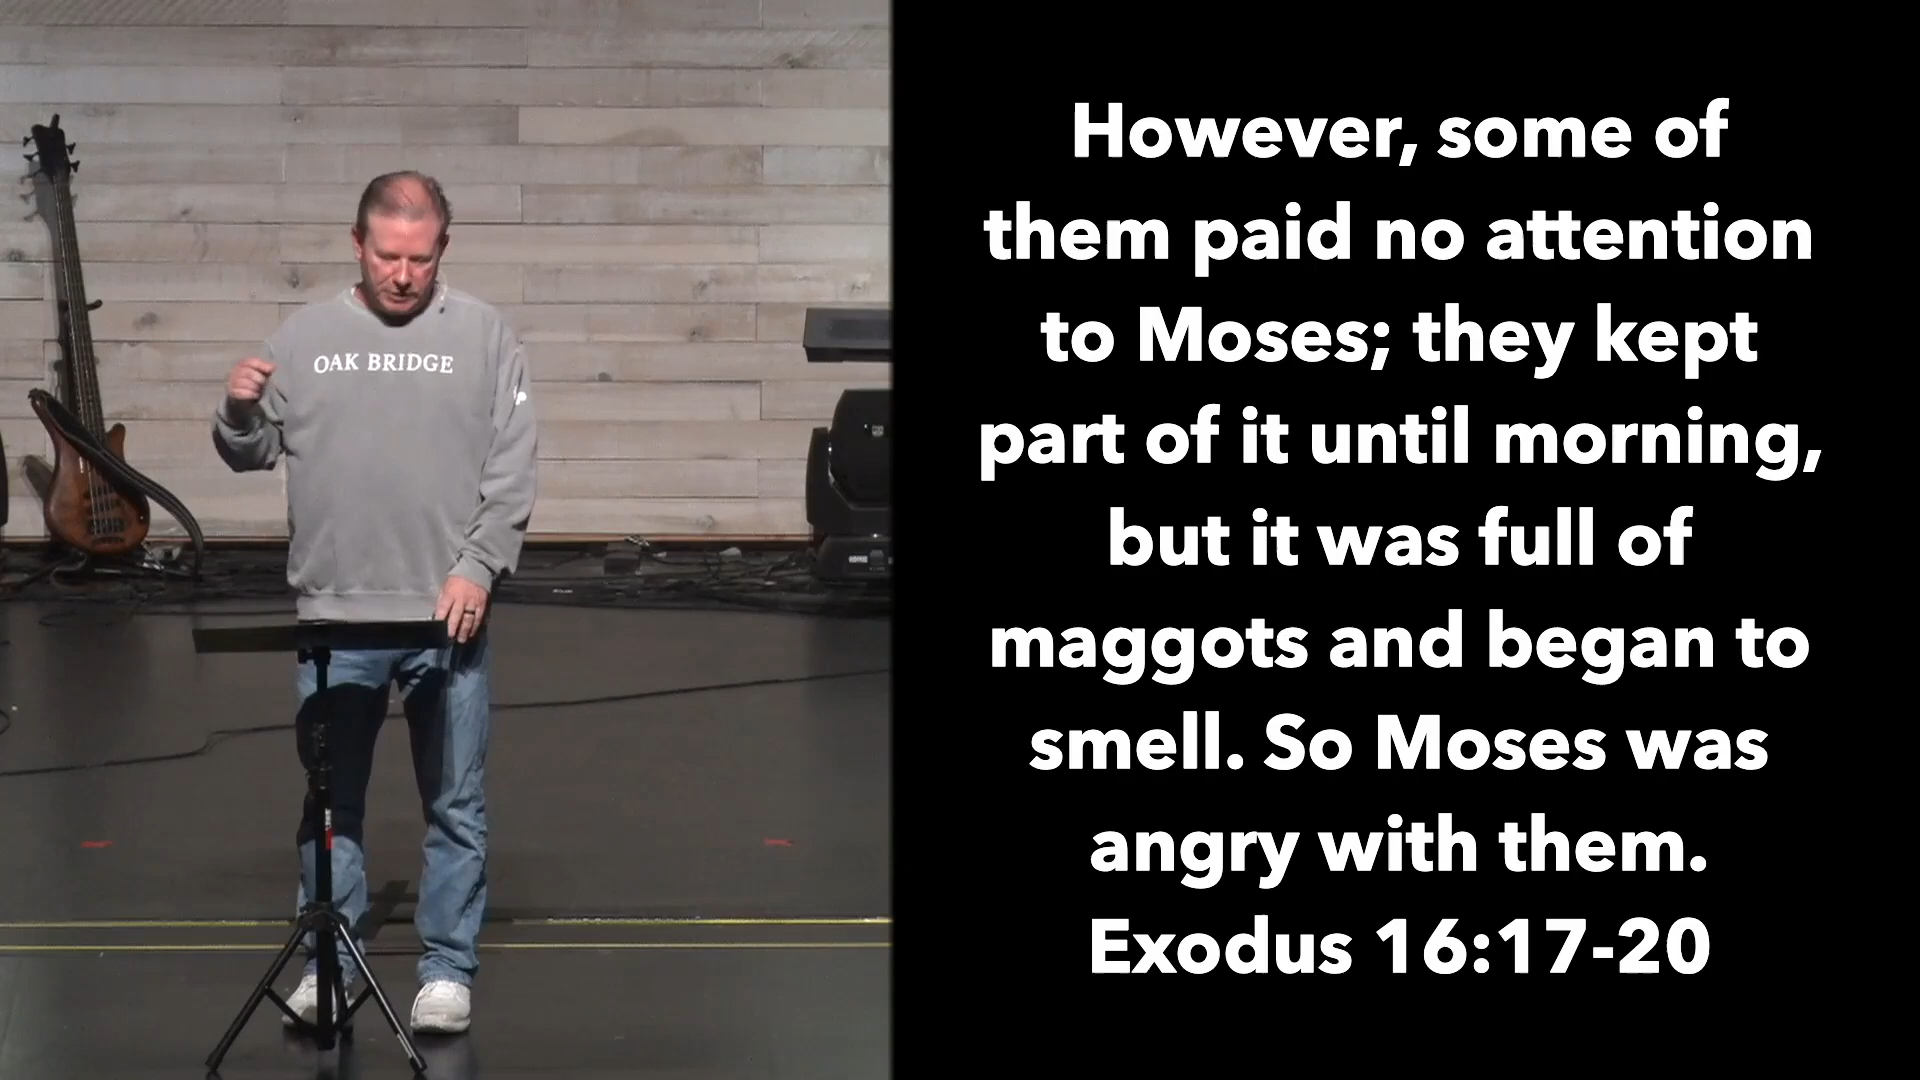 OAK BRIDGE
However, some of
them paid no attention
to Moses; they kept
part of it until morning,
but it was full of
maggots and began to
smell. So Moses was
angry with them.
Exodus 16:17-20